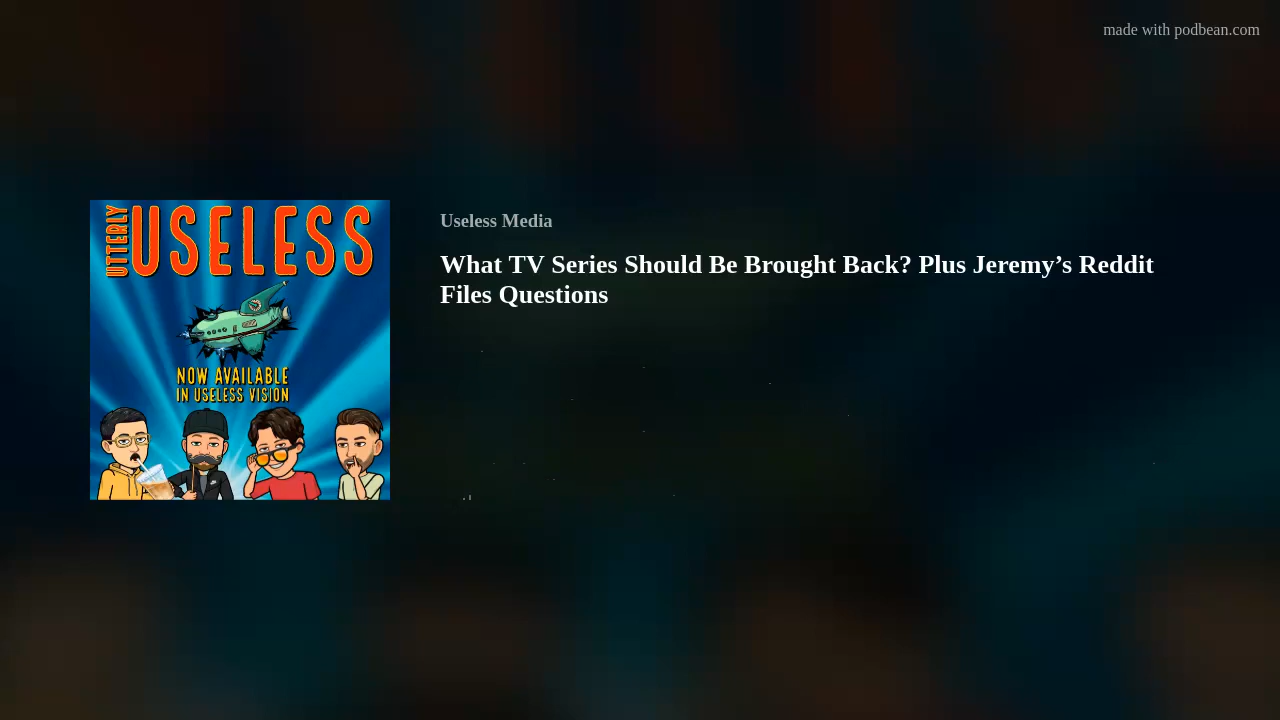 made with podbean.com
UTTERLY
USELESS
NOW AVAILABLE
IN USELESS VISION
Useless Media
What TV Series Should Be Brought Back? Plus Jeremy’s Reddit
Files Questions